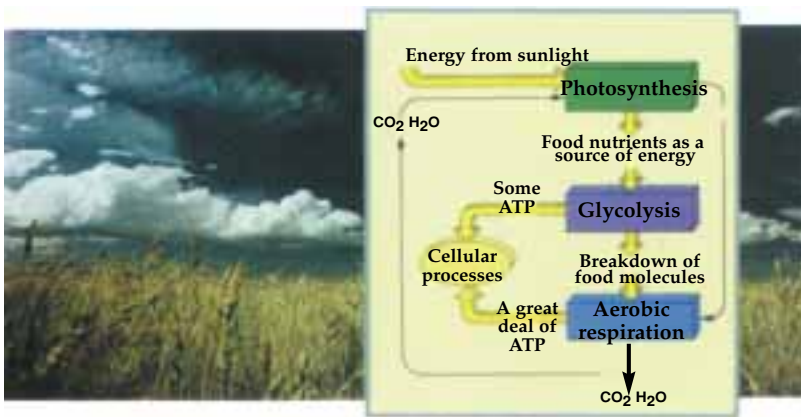 Energy from sunlight
Photosynthesis
CO2 H2O
Food nutrients as a
source of energy
Some
ATP
Glycolysis
Cellular
processes
Breakdown of
food molecules
A great
deal of
ATP
Aerobic
respiration
CO2 H2O